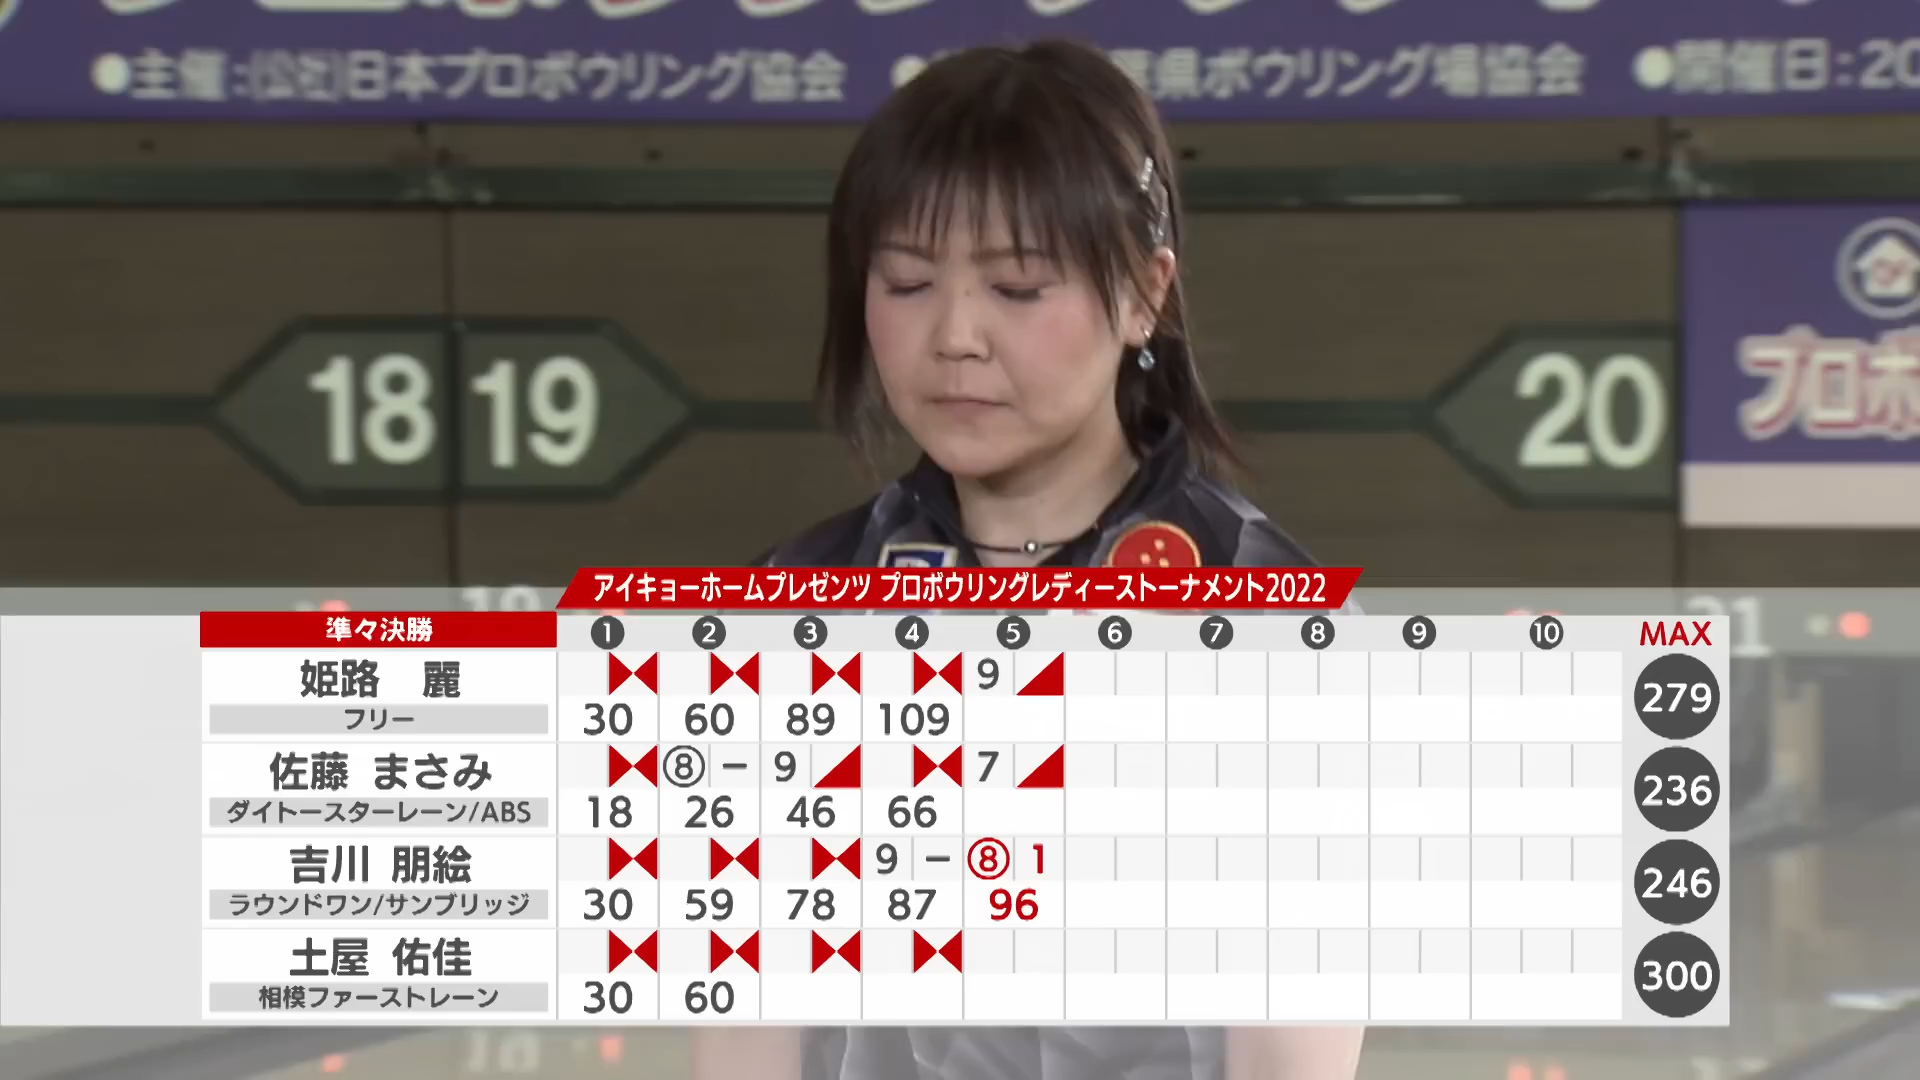 ●主催:(公社)日本プロボウリング協会
県ボウリング場協会
●開催日:20
18 19
20
プロボ
アイキョーホームプレゼンツ プロボウリングレディーストーナメント2022
準々決勝 1 2 3 4 5 6 7 8 9 10 MAX
姫路 麗 9 279
フリー 30 60 89 109
佐藤 まさみ ⑧ - 9 7 236
ダイトースターレーン/ABS 18 26 46 66
吉川 朋絵 9 - ⑧ 1 246
ラウンドワン/サンブリッジ 30 59 78 87 96
土屋 佑佳 300
相模ファーストレーン 30 60